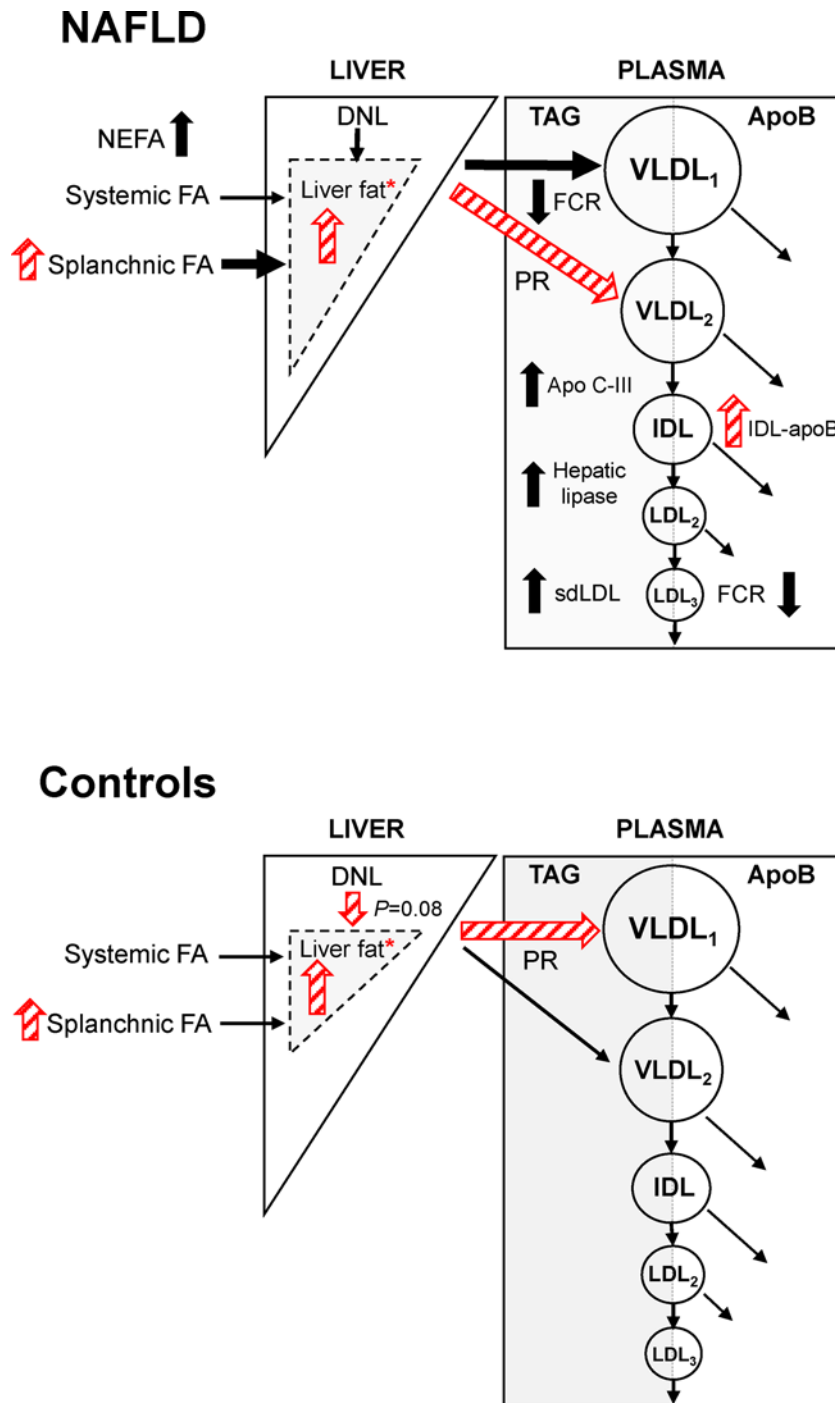 NAFLD
LIVER
PLASMA
NEFA
DNL
TAG
ApoB
Systemic FA
Liver fat*
VLDL1
FCR
Splanchnic FA
PR
VLDL2
Apo C-III
IDL
IDL-apoB
Hepatic
lipase
LDL2
sdLDL
LDL3
FCR
Controls
LIVER
PLASMA
DNL
TAG
ApoB
P=0.08
Systemic FA
Liver fat*
VLDL1
PR
Splanchnic FA
VLDL2
IDL
LDL2
LDL3